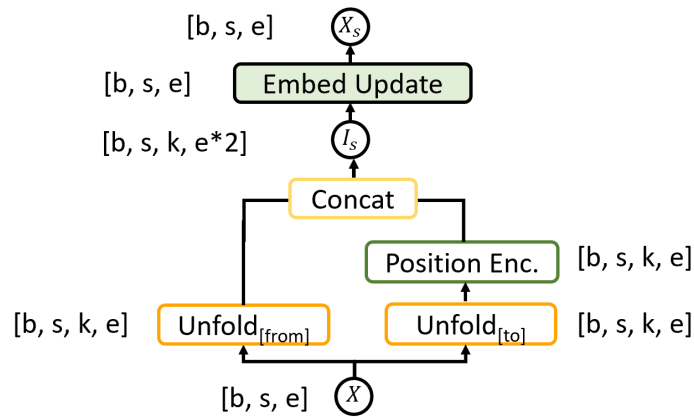 [b, s, e] X_s
[b, s, e] Embed Update
[b, s, k, e*2] I_s
Concat
Position Enc. [b, s, k, e]
[b, s, k, e] Unfold[from] Unfold[to] [b, s, k, e]
[b, s, e] X